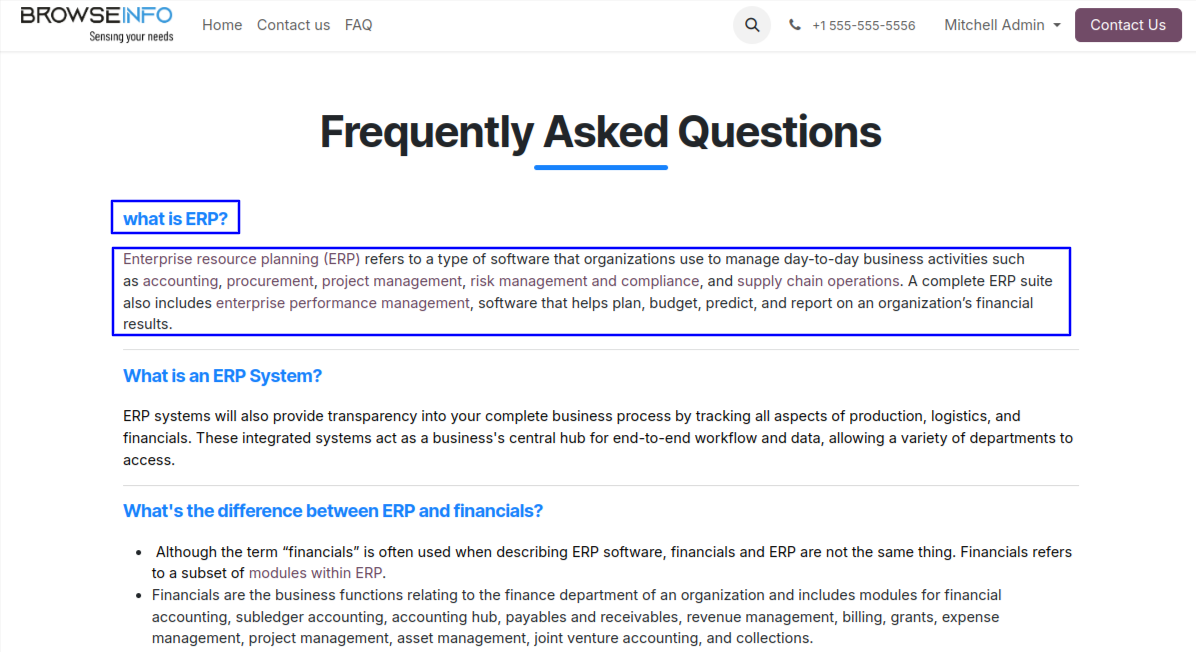 BROWSEINFO
Sensing your needs
Home Contact us FAQ
+1 555-555-5556 Mitchell Admin Contact Us
Frequently Asked Questions
what is ERP?
Enterprise resource planning (ERP) refers to a type of software that organizations use to manage day-to-day business activities such
as accounting, procurement, project management, risk management and compliance, and supply chain operations. A complete ERP suite
also includes enterprise performance management, software that helps plan, budget, predict, and report on an organization’s financial
results.
What is an ERP System?
ERP systems will also provide transparency into your complete business process by tracking all aspects of production, logistics, and
financials. These integrated systems act as a business's central hub for end-to-end workflow and data, allowing a variety of departments to
access.
What's the difference between ERP and financials?
• Although the term “financials” is often used when describing ERP software, financials and ERP are not the same thing. Financials refers
to a subset of modules within ERP.
• Financials are the business functions relating to the finance department of an organization and includes modules for financial
accounting, subledger accounting, accounting hub, payables and receivables, revenue management, billing, grants, expense
management, project management, asset management, joint venture accounting, and collections.